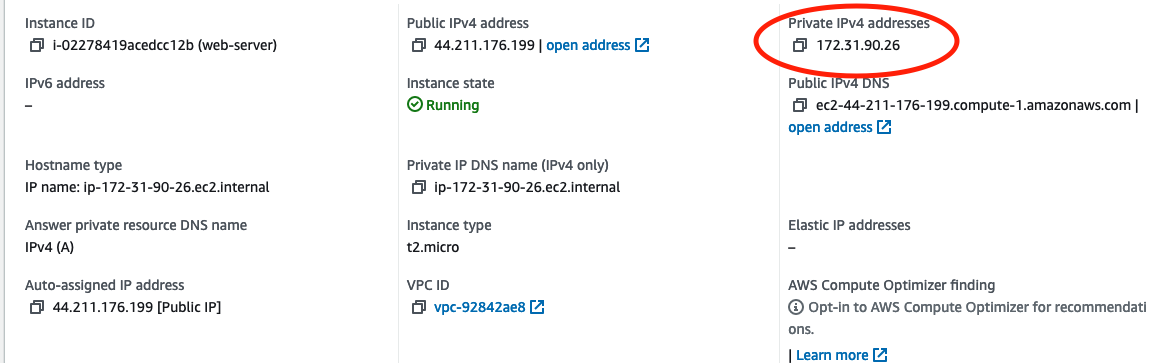 Instance ID
i-02278419acedcc12b (web-server)
Public IPv4 address
44.211.176.199 | open address
Private IPv4 addresses
172.31.90.26
IPv6 address
–
Instance state
Running
Public IPv4 DNS
ec2-44-211-176-199.compute-1.amazonaws.com |
open address
Hostname type
IP name: ip-172-31-90-26.ec2.internal
Private IP DNS name (IPv4 only)
ip-172-31-90-26.ec2.internal
Answer private resource DNS name
IPv4 (A)
Instance type
t2.micro
Elastic IP addresses
–
Auto-assigned IP address
44.211.176.199 [Public IP]
VPC ID
vpc-92842ae8
AWS Compute Optimizer finding
Opt-in to AWS Compute Optimizer for recommendati
ons.
| Learn more